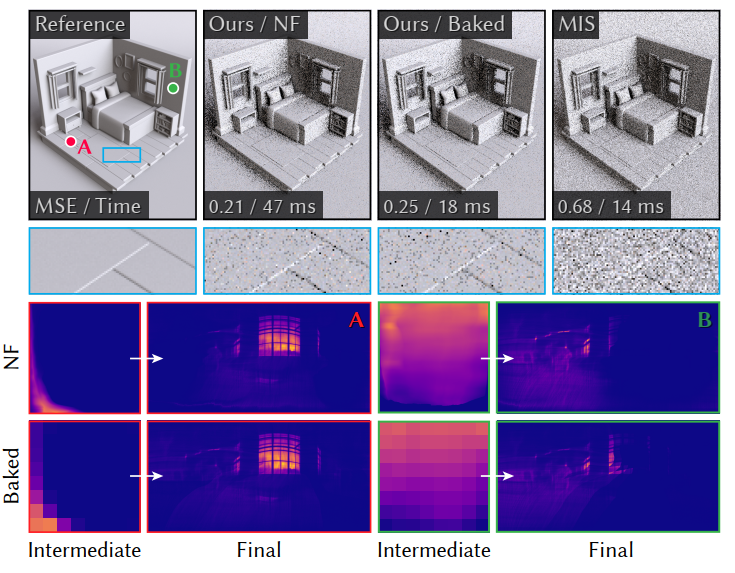 Reference
Ours / NF
Ours / Baked
MIS
B
A
MSE / Time
0.21 / 47 ms
0.25 / 18 ms
0.68 / 14 ms
NF
A
B
Baked
Intermediate
Final
Intermediate
Final